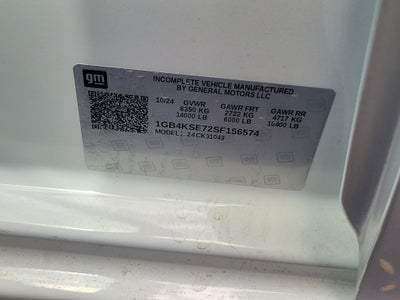 gm
INCOMPLETE VEHICLE MANUFACTURED
BY GENERAL MOTORS LLC
10/24 GVWR GAWR FRT GAWR RR
6350 KG 2722 KG 4717 KG
14000 LB 6000 LB 10400 LB
1GB4KSE72SF156574
MODEL: 24CK31043